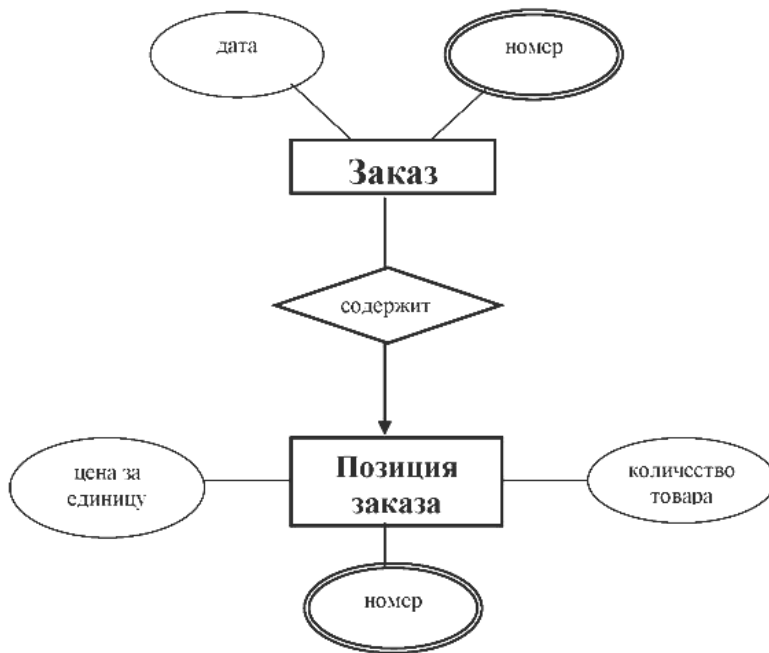 дата
номер
Заказ
содержит
цена за
единицу
Позиция
заказа
количество
товара
номер